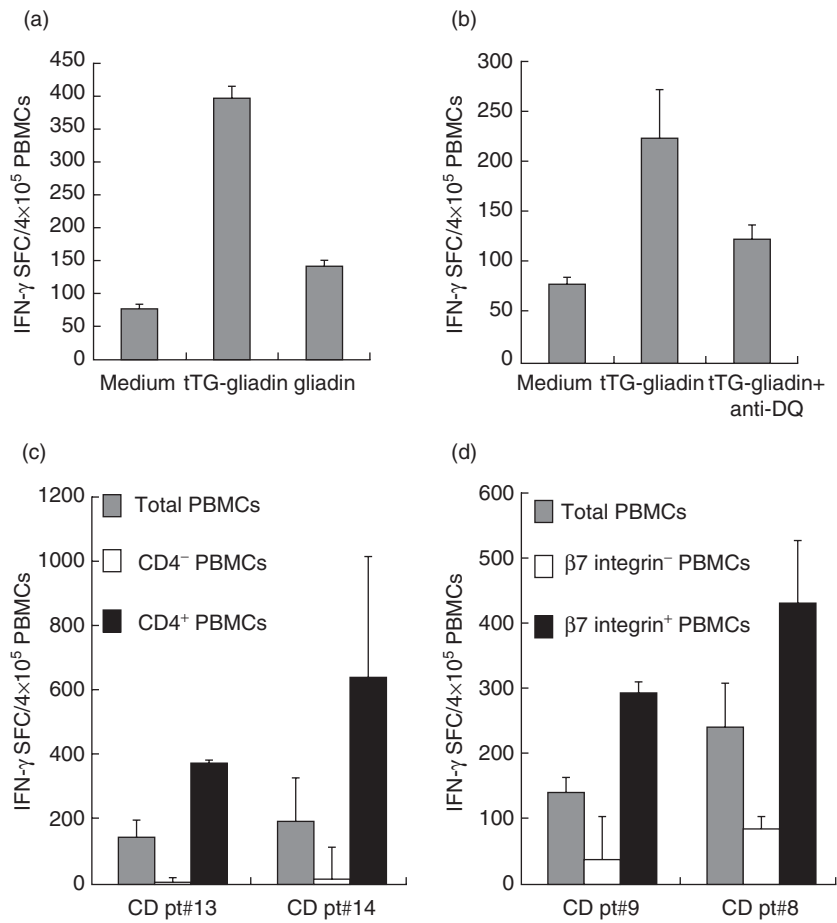 (a)
IFN-γ SFC/4×10⁵ PBMCs
450
400
350
300
250
200
150
100
50
0
Medium tTG-gliadin gliadin
(b)
IFN-γ SFC/4×10⁵ PBMCs
300
250
200
150
100
50
0
Medium tTG-gliadin tTG-gliadin+
anti-DQ
(c)
IFN-γ SFC/4×10⁵ PBMCs
1200
1000
800
600
400
200
0
Total PBMCs
CD4⁻ PBMCs
CD4⁺ PBMCs
CD pt#13 CD pt#14
(d)
IFN-γ SFC/4×10⁵ PBMCs
600
500
400
300
200
100
0
Total PBMCs
β7 integrin⁻ PBMCs
β7 integrin⁺ PBMCs
CD pt#9 CD pt#8